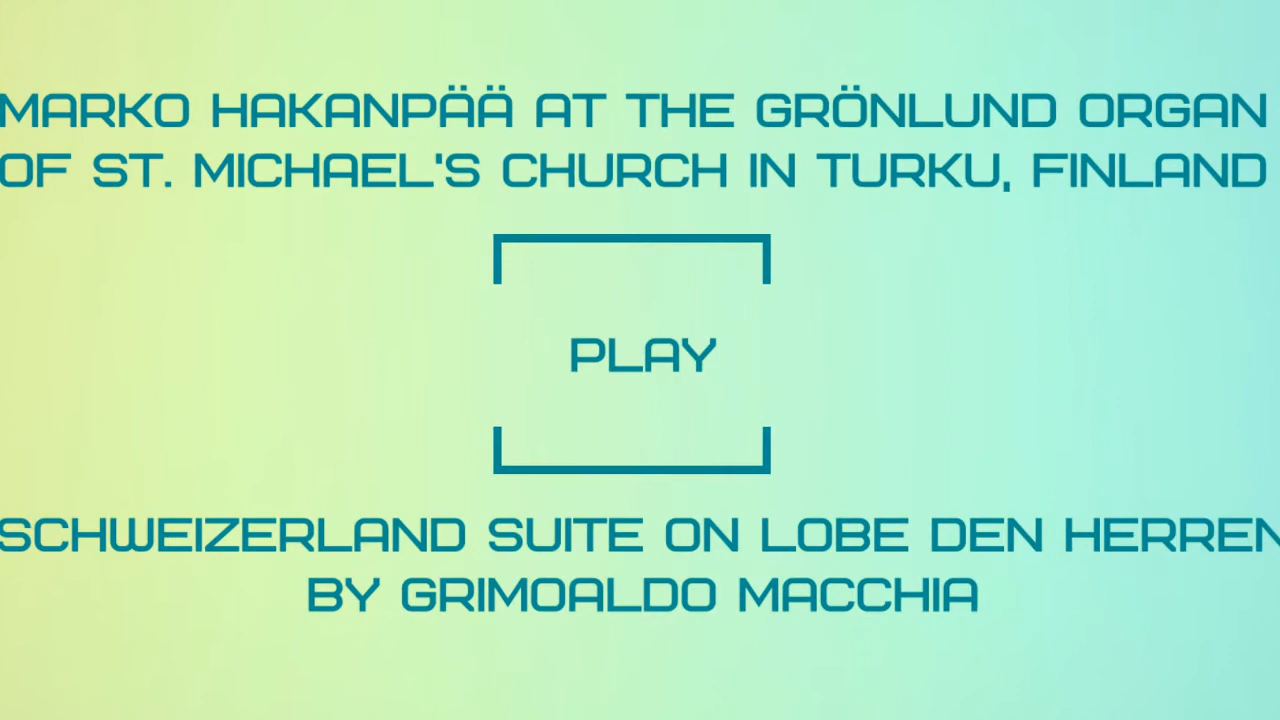 MARKO HAKANPÄÄ AT THE GRÖNLUND ORGAN
OF ST. MICHAEL'S CHURCH IN TURKU, FINLAND
PLAY
SCHWEIZERLAND SUITE ON LOBE DEN HERREN
BY GRIMOALDO MACCHIA